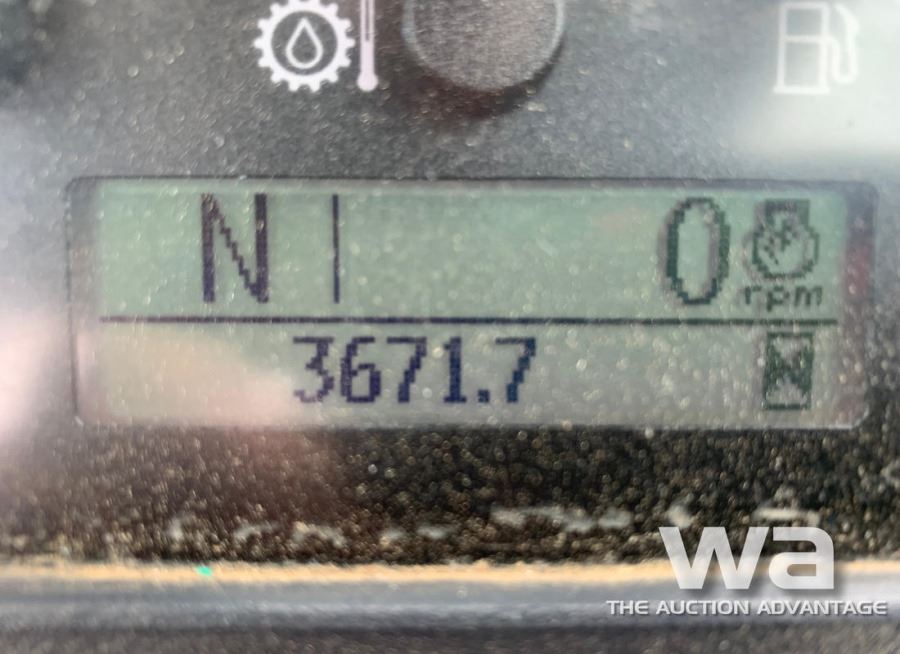 N 0
rpm
3671.7
wa
THE AUCTION ADVANTAGE